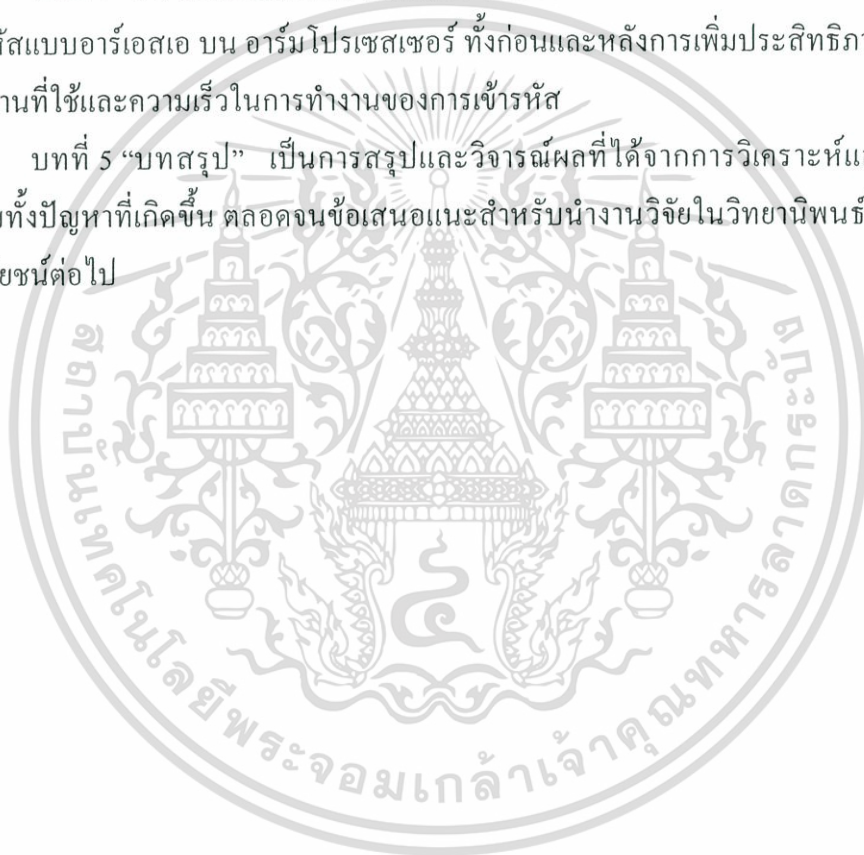 หัสแบบอาร์เอสเอ บน อาร์มโปรเซสเซอร์ ทั้งก่อนและหลังการเพิ่มประสิทธิภา
านที่ใช้และความเร็วในการทำงานของการเข้ารหัส
บทที่ 5 “บทสรุป” เป็นการสรุปและวิจารณ์ผลที่ได้จากการวิเคราะห์แ
ทั้งปัญหาที่เกิดขึ้น ตลอดจนข้อเสนอแนะสำหรับนำงานวิจัยในวิทยานิพนธ์
ยชน์ต่อไป
สถาบันเทคโนโลยีพระจอมเกล้าเจ้าคุณทหารลาดกระบัง